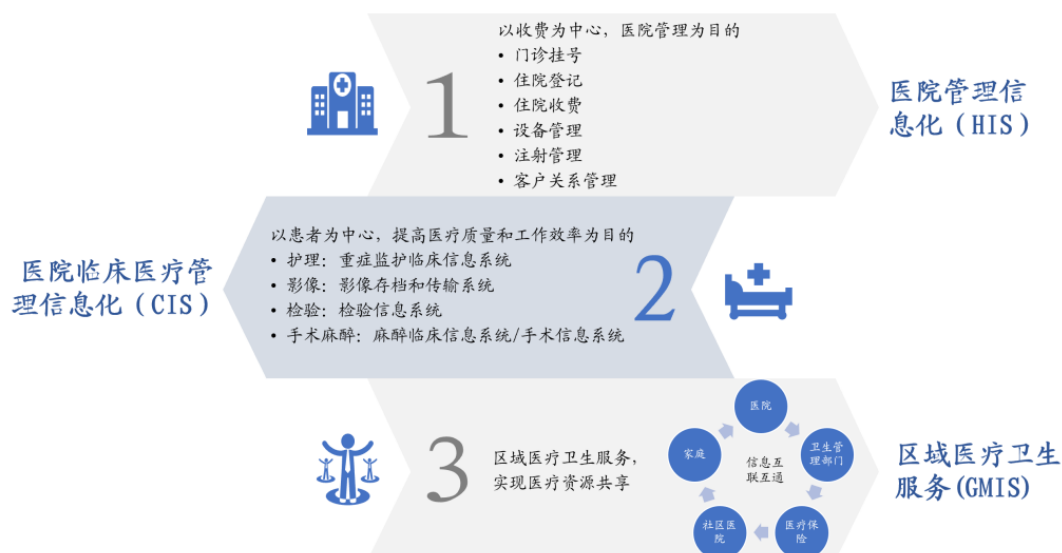 以收费为中心，医院管理为目的
• 门诊挂号
• 住院登记
• 住院收费
• 设备管理
• 注射管理
• 客户关系管理
1
医院管理信
息化（HIS）
以患者为中心，提高医疗质量和工作效率为目的
• 护理：重症监护临床信息系统
• 影像：影像存档和传输系统
• 检验：检验信息系统
• 手术麻醉：麻醉临床信息系统/手术信息系统
2
医院临床医疗管
理信息化（CIS）
3
区域医疗卫生服务，
实现医疗资源共享
医院
卫生管
理部门
医疗保
险
社区医
院
家庭
信息互
联互通
区域医疗卫生
服务(GMIS)